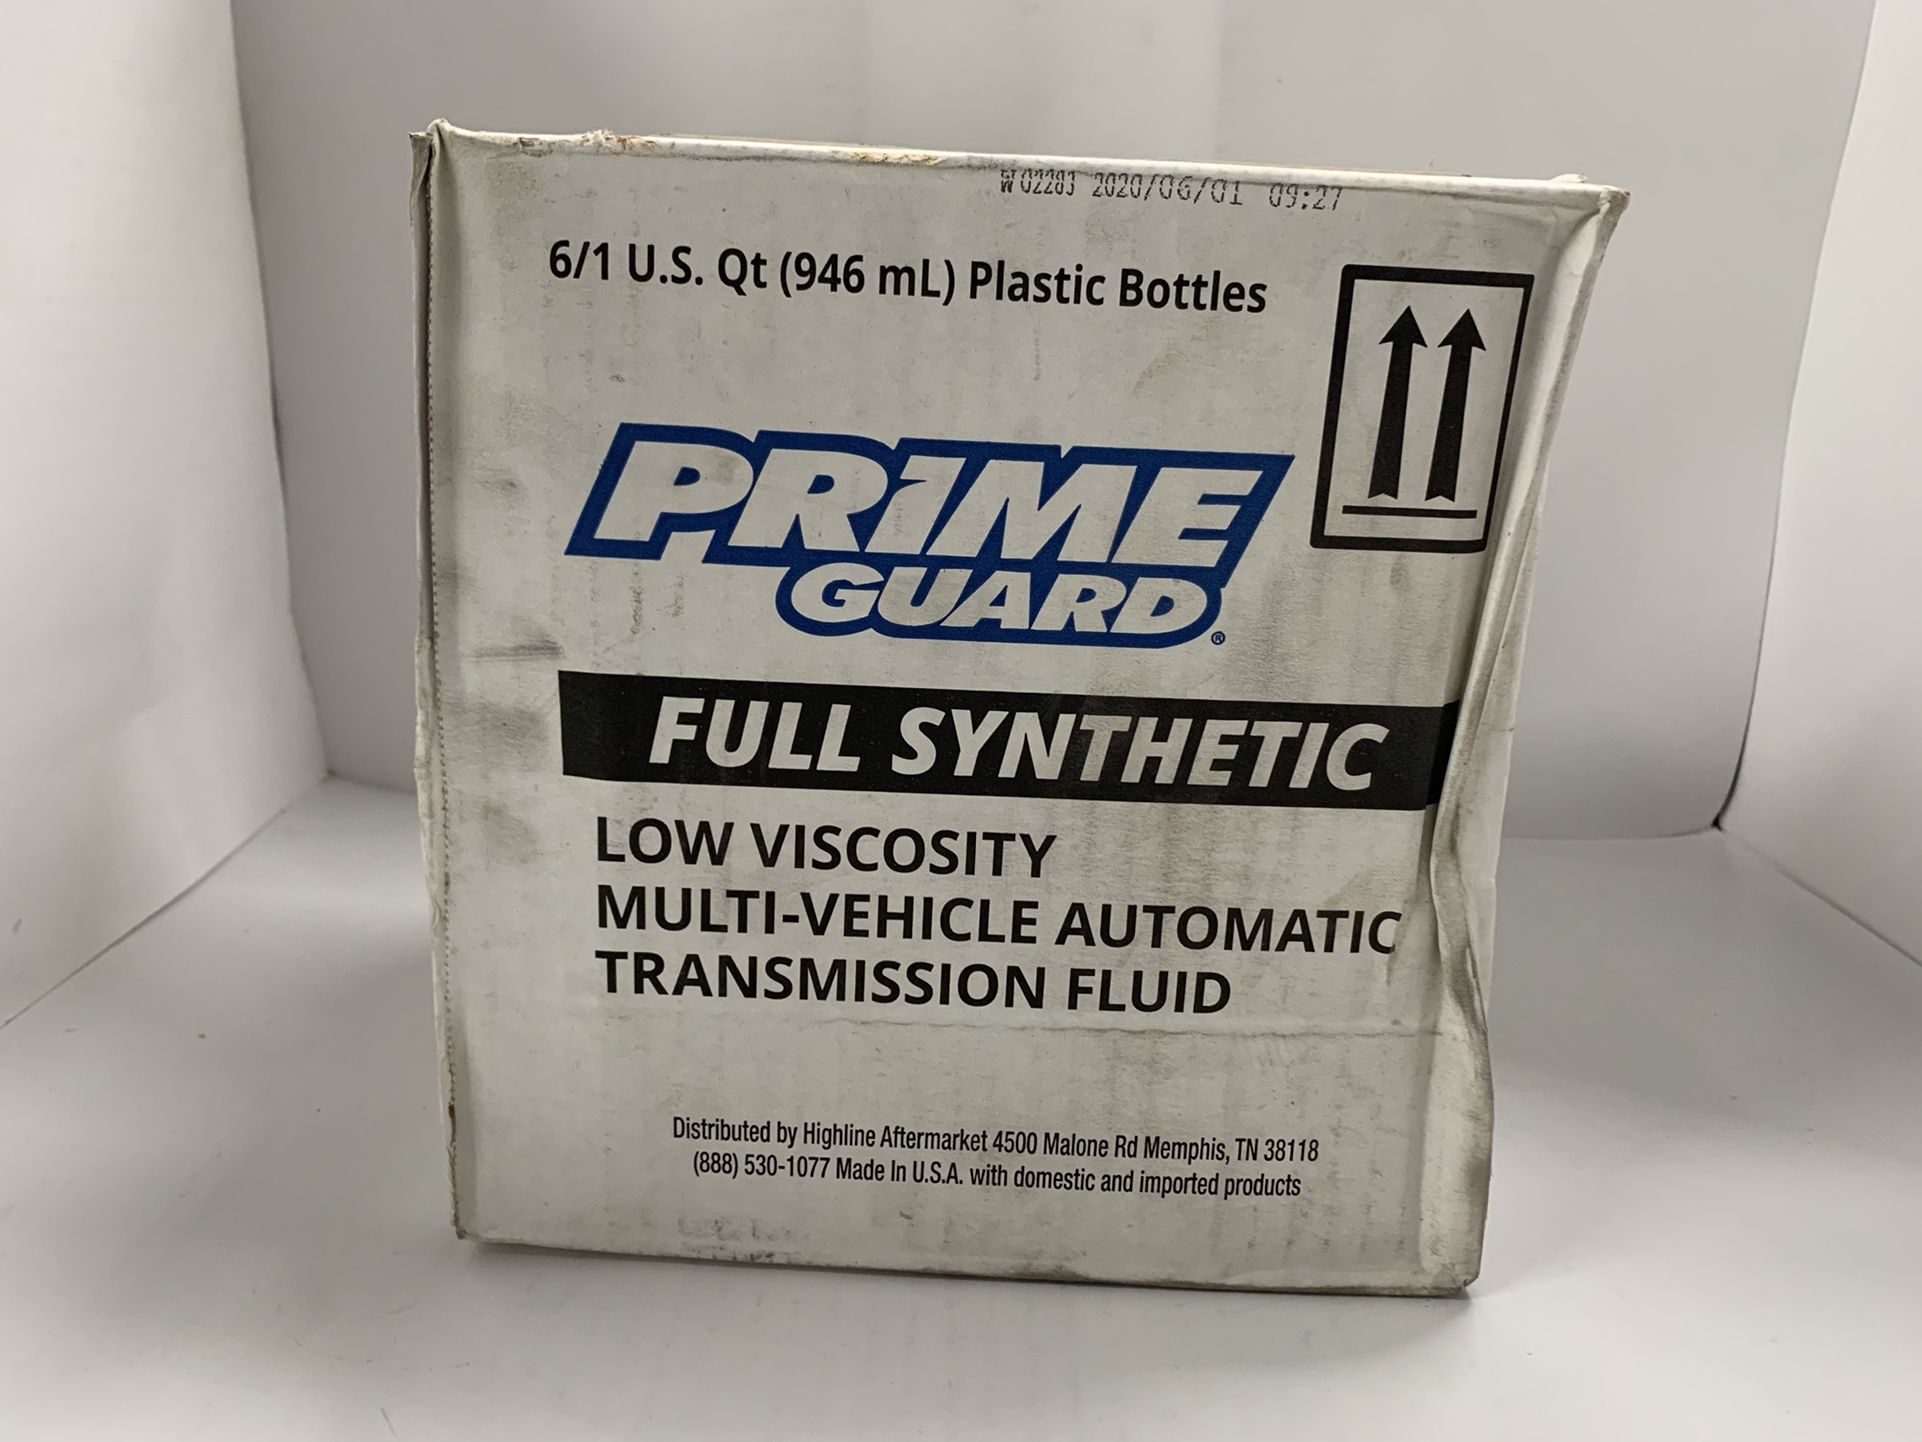 2020/06/01 09:27
6/1 U.S. Qt (946 mL) Plastic Bottles
PRIME
GUARD®
FULL SYNTHETIC
LOW VISCOSITY
MULTI-VEHICLE AUTOMATIC
TRANSMISSION FLUID
Distributed by Highline Aftermarket 4500 Malone Rd Memphis, TN 38118
(888) 530-1077 Made In U.S.A. with domestic and imported products